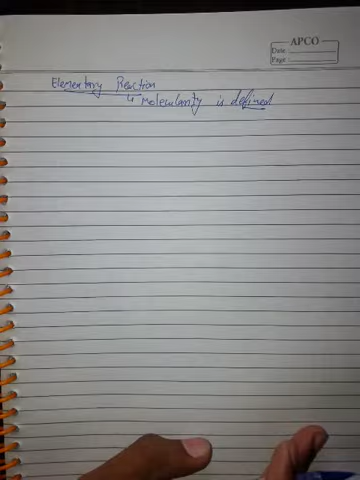 APCO
Date:
Page:
Elementary Reaction
↳ Molecularity is defined